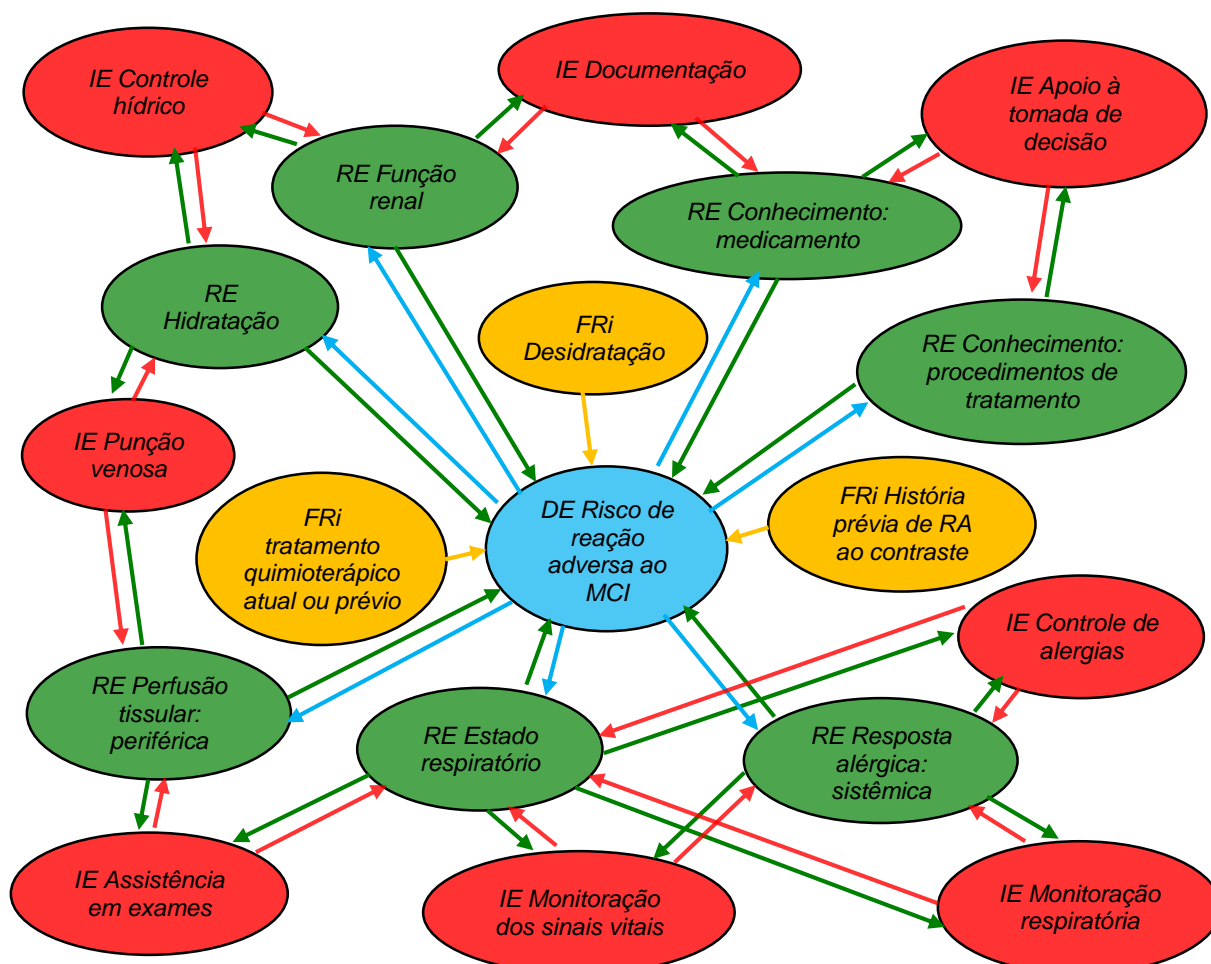 IE Controle
hídrico
IE Documentação
IE Apoio à
tomada de
decisão
RE Função
renal
RE Conhecimento:
medicamento
RE
Hidratação
FRi
Desidratação
RE Conhecimento:
procedimentos de
tratamento
IE Punção
venosa
FRi
tratamento
quimioterápico
atual ou prévio
DE Risco de
reação
adversa ao
MCI
FRi História
prévia de RA
ao contraste
IE Controle de
alergias
RE Perfusão
tissular:
periférica
RE Estado
respiratório
RE Resposta
alérgica:
sistêmica
IE Assistência
em exames
IE Monitoração
dos sinais vitais
IE Monitoração
respiratória